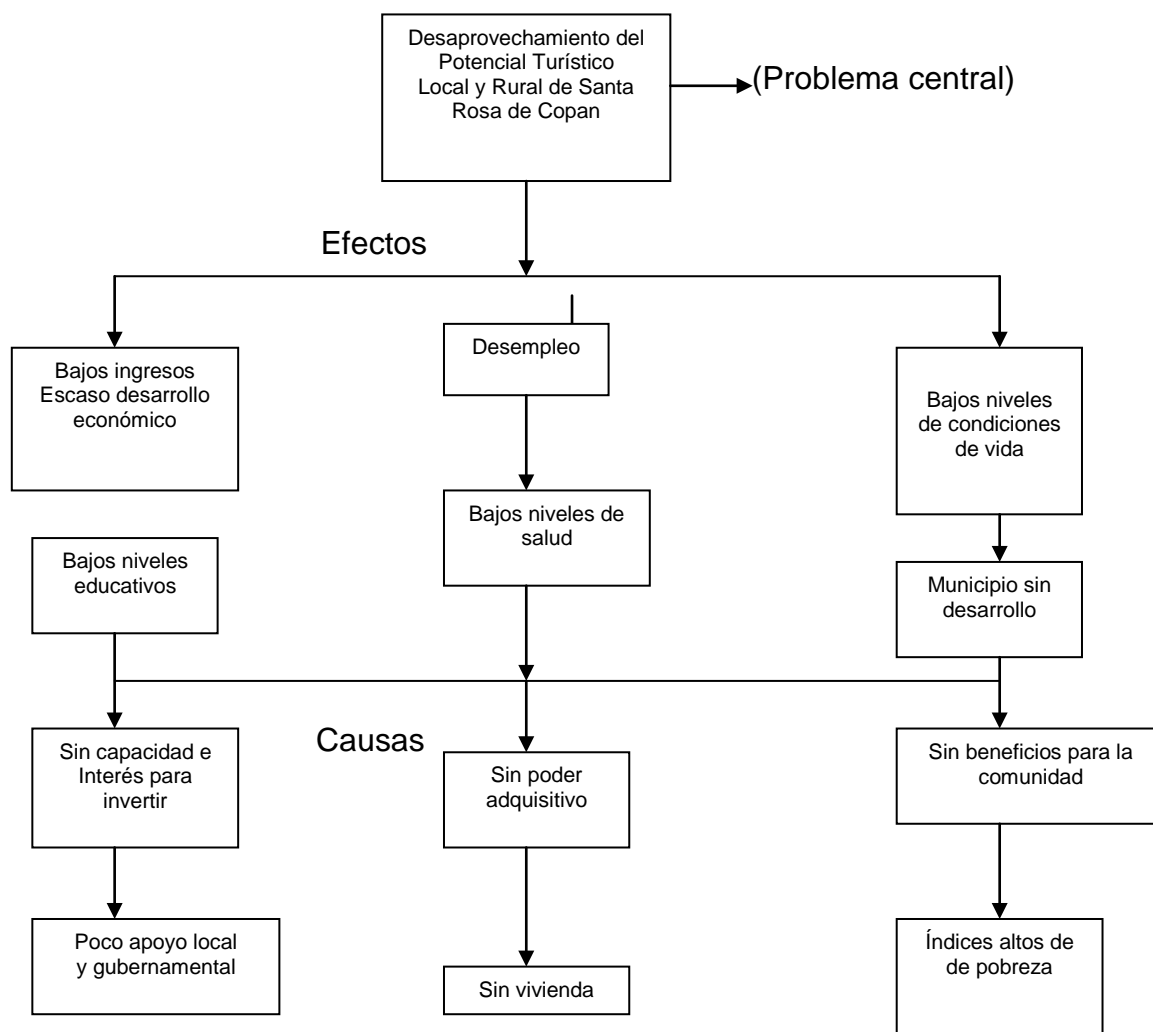 Desaprovechamiento del
Potencial Turístico
Local y Rural de Santa
Rosa de Copan
(Problema central)
Efectos
Bajos ingresos
Escaso desarrollo
económico
Desempleo
Bajos niveles
de condiciones
de vida
Bajos niveles
educativos
Bajos niveles de
salud
Municipio sin
desarrollo
Causas
Sin capacidad e
Interés para
invertir
Sin poder
adquisitivo
Sin beneficios para la
comunidad
Poco apoyo local
y gubernamental
Sin vivienda
Índices altos de
de pobreza